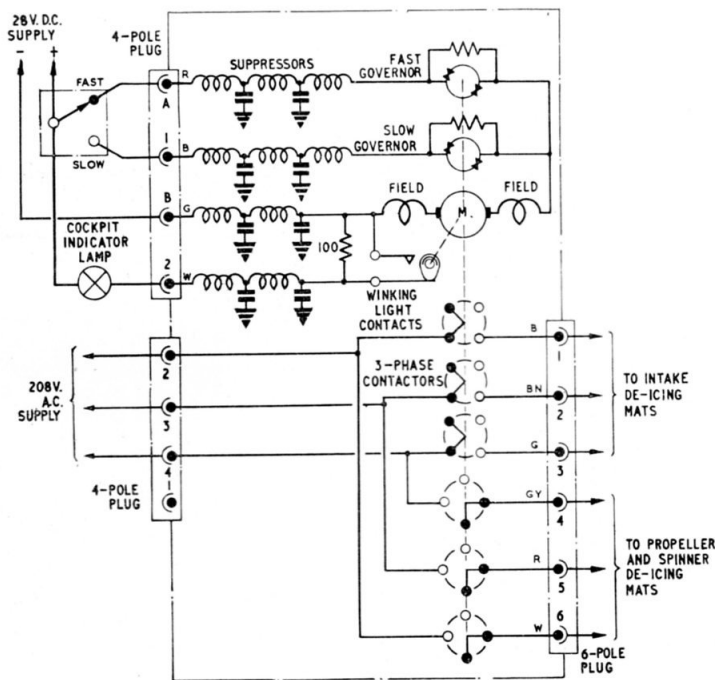 28V. D.C.
SUPPLY
- +
4-POLE
PLUG
FAST
SLOW
A
R
SUPPRESSORS
FAST
GOVERNOR
1
B
SLOW
GOVERNOR
B
G
FIELD
M.
FIELD
COCKPIT
INDICATOR
LAMP
2
W
100
WINKING
LIGHT
CONTACTS
208V.
A.C.
SUPPLY
2
3
4
1
4-POLE
PLUG
3-PHASE
CONTACTORS
B
1
BN
2
G
3
TO INTAKE
DE-ICING
MATS
GY
4
R
5
W
6
TO PROPELLER
AND SPINNER
DE-ICING
MATS
6-POLE
PLUG